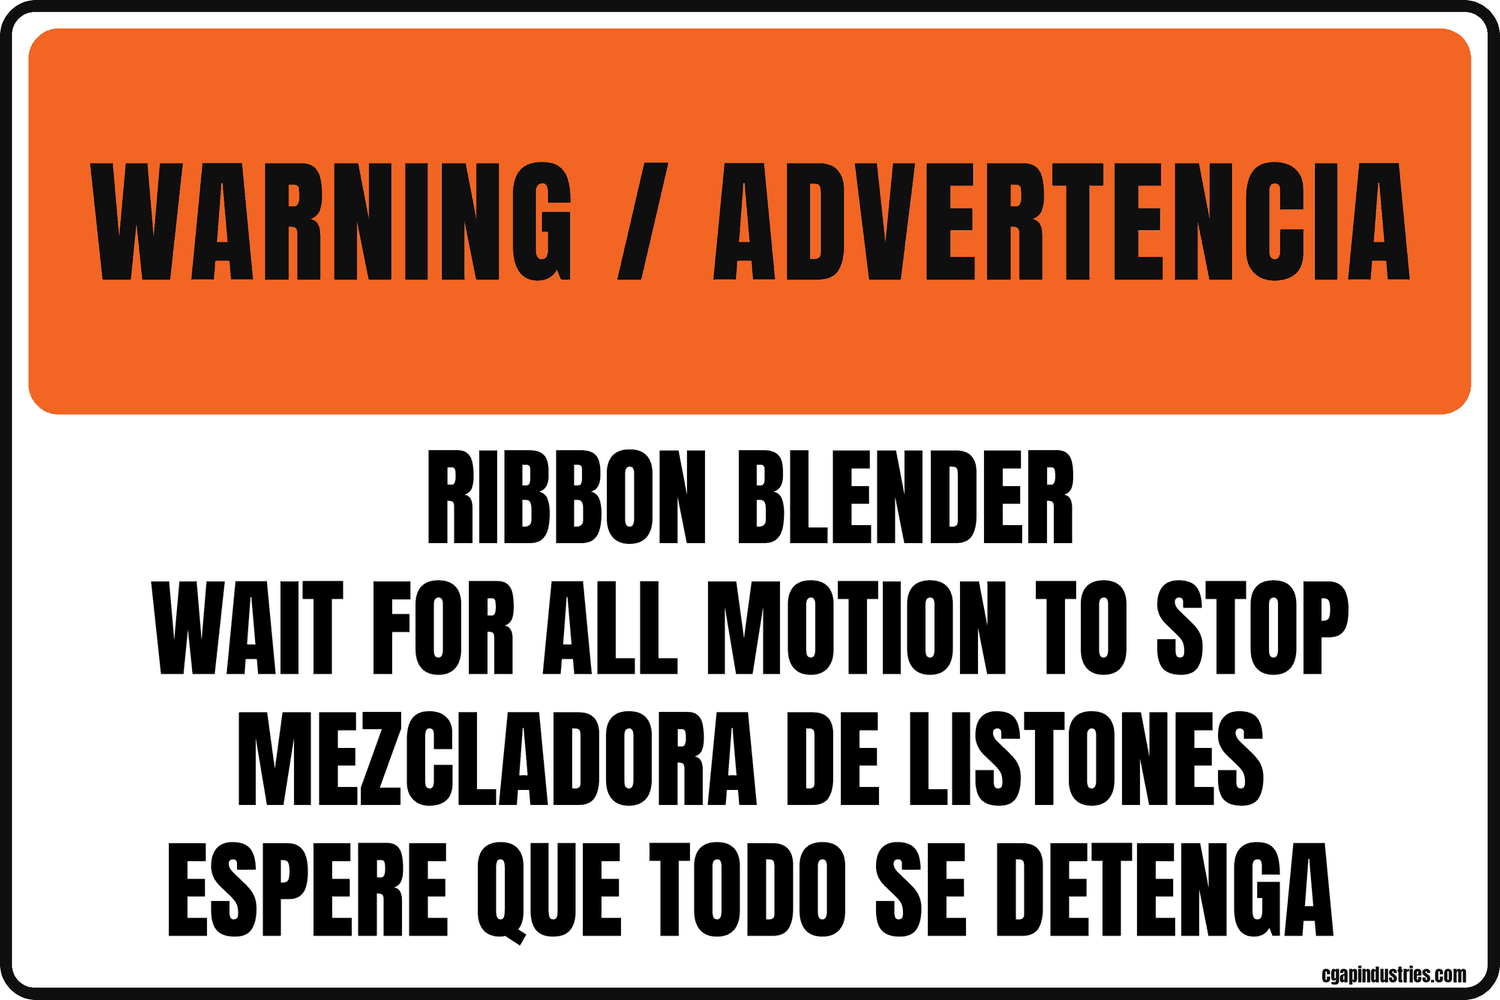 WARNING / ADVERTENCIA
RIBBON BLENDER
WAIT FOR ALL MOTION TO STOP
MEZCLADORA DE LISTONES
ESPERE QUE TODO SE DETENGA
cgapindustries.com